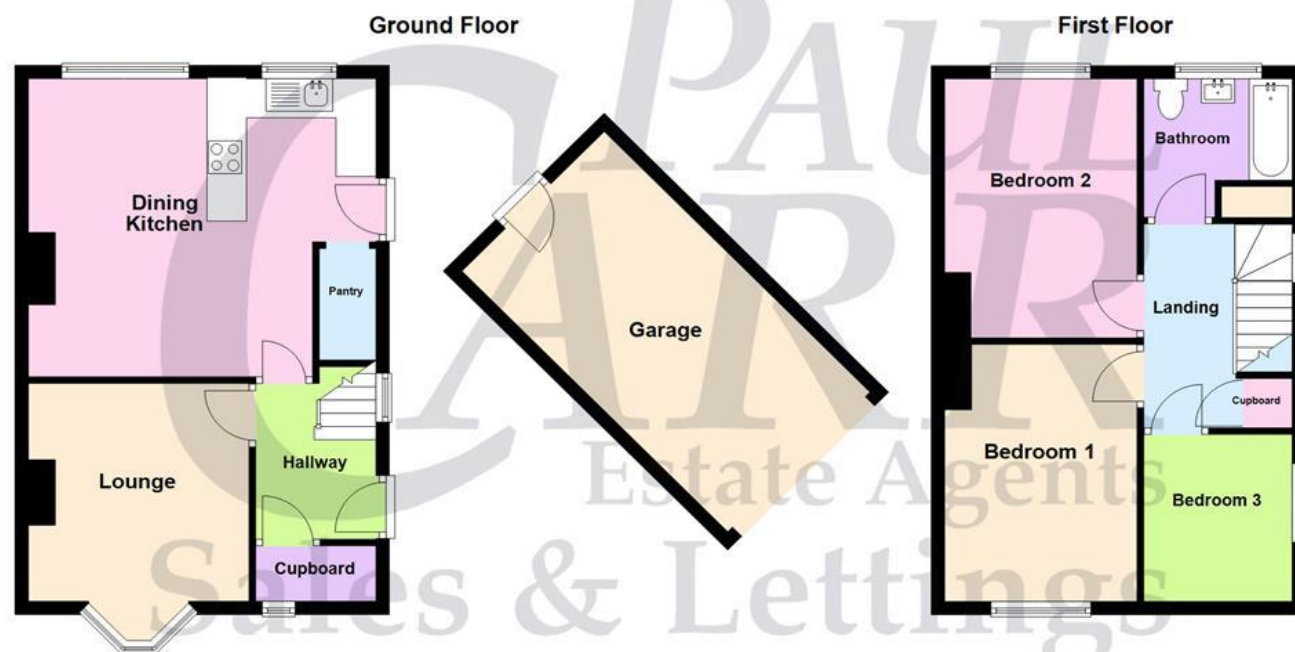 Ground Floor
First Floor
PAUL
CARR
Estate Agents
Sales & Lettings
Dining
Kitchen
Pantry
Lounge
Hallway
Cupboard
Garage
Bathroom
Bedroom 2
Landing
Cupboard
Bedroom 1
Bedroom 3